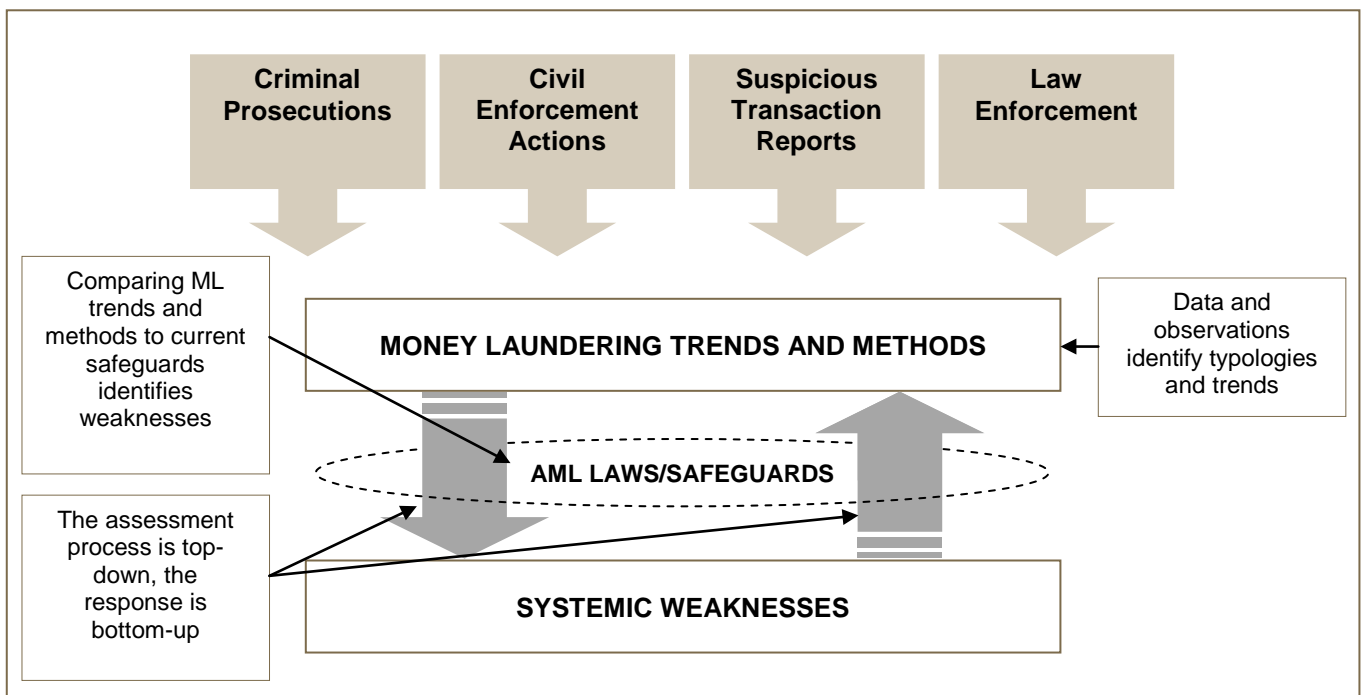 Criminal
Prosecutions
Civil
Enforcement
Actions
Suspicious
Transaction
Reports
Law
Enforcement
Comparing ML
trends and
methods to current
safeguards
identifies
weaknesses
MONEY LAUNDERING TRENDS AND METHODS
Data and
observations
identify typologies
and trends
AML LAWS/SAFEGUARDS
The assessment
process is top-
down, the
response is
bottom-up
SYSTEMIC WEAKNESSES